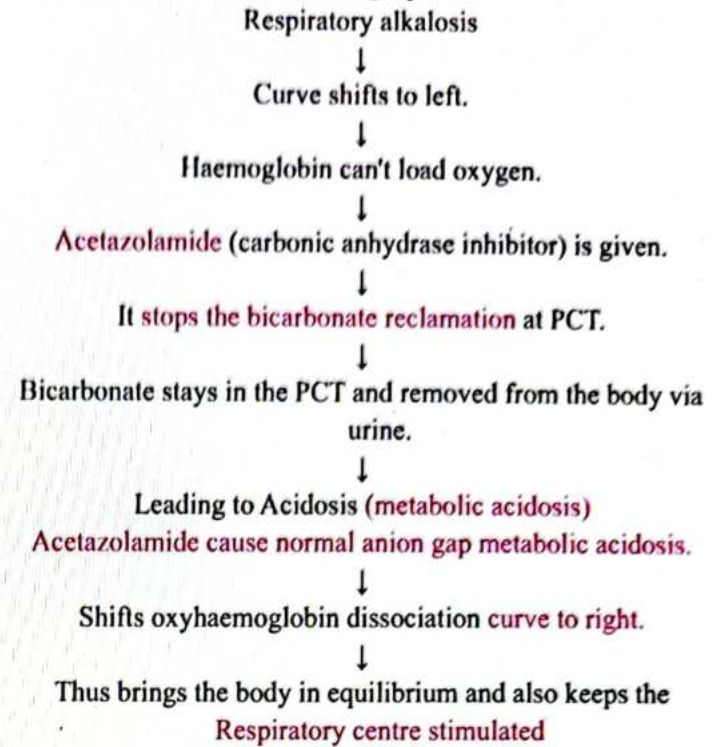 Respiratory alkalosis
↓
Curve shifts to left.
↓
Haemoglobin can't load oxygen.
↓
Acetazolamide (carbonic anhydrase inhibitor) is given.
↓
It stops the bicarbonate reclamation at PCT.
↓
Bicarbonate stays in the PCT and removed from the body via
urine.
↓
Leading to Acidosis (metabolic acidosis)
Acetazolamide cause normal anion gap metabolic acidosis.
↓
Shifts oxyhaemoglobin dissociation curve to right.
↓
Thus brings the body in equilibrium and also keeps the
Respiratory centre stimulated